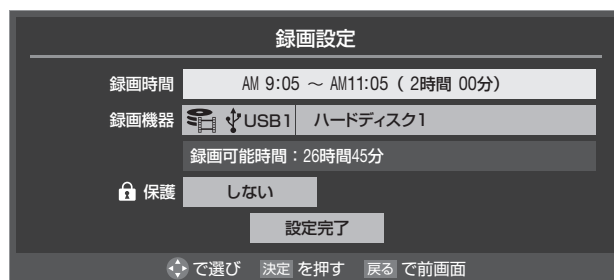 録画設定
録画時間 AM 9:05 ～ AM11:05 ( 2時間 00分)
録画機器 USB1 ハードディスク1
録画可能時間：26時間45分
保護 しない
設定完了
で選び 決定 を押す 戻る で前画面